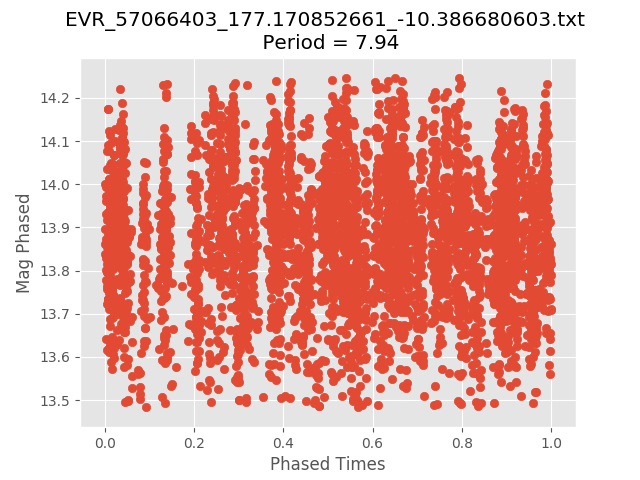 EVR_57066403_177.170852661_-10.386680603.txt
Period = 7.94
14.2
14.1
14.0
13.9
13.8
13.7
13.6
13.5
Mag Phased
0.0 0.2 0.4 0.6 0.8 1.0
Phased Times